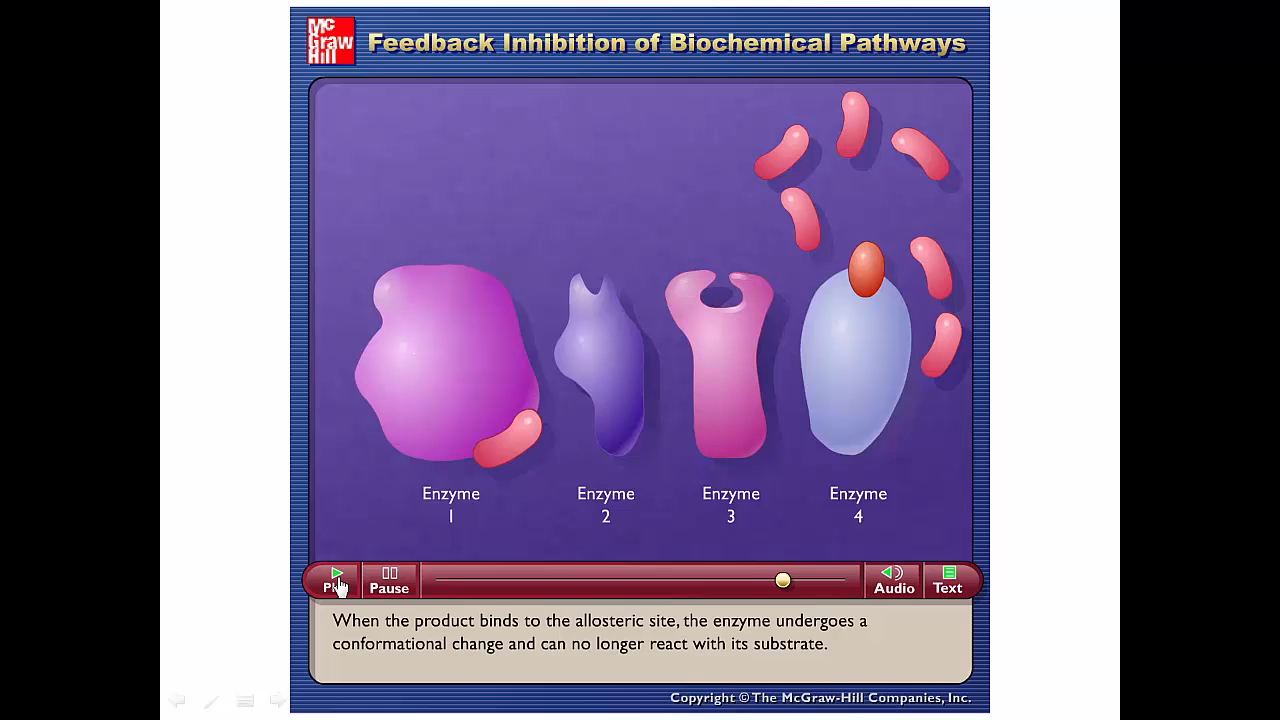 Mc
Graw
Hill
Feedback Inhibition of Biochemical Pathways
Enzyme
1
Enzyme
2
Enzyme
3
Enzyme
4
Pause
Audio
Text
When the product binds to the allosteric site, the enzyme undergoes a
conformational change and can no longer react with its substrate.
Copyright © The McGraw-Hill Companies, Inc.